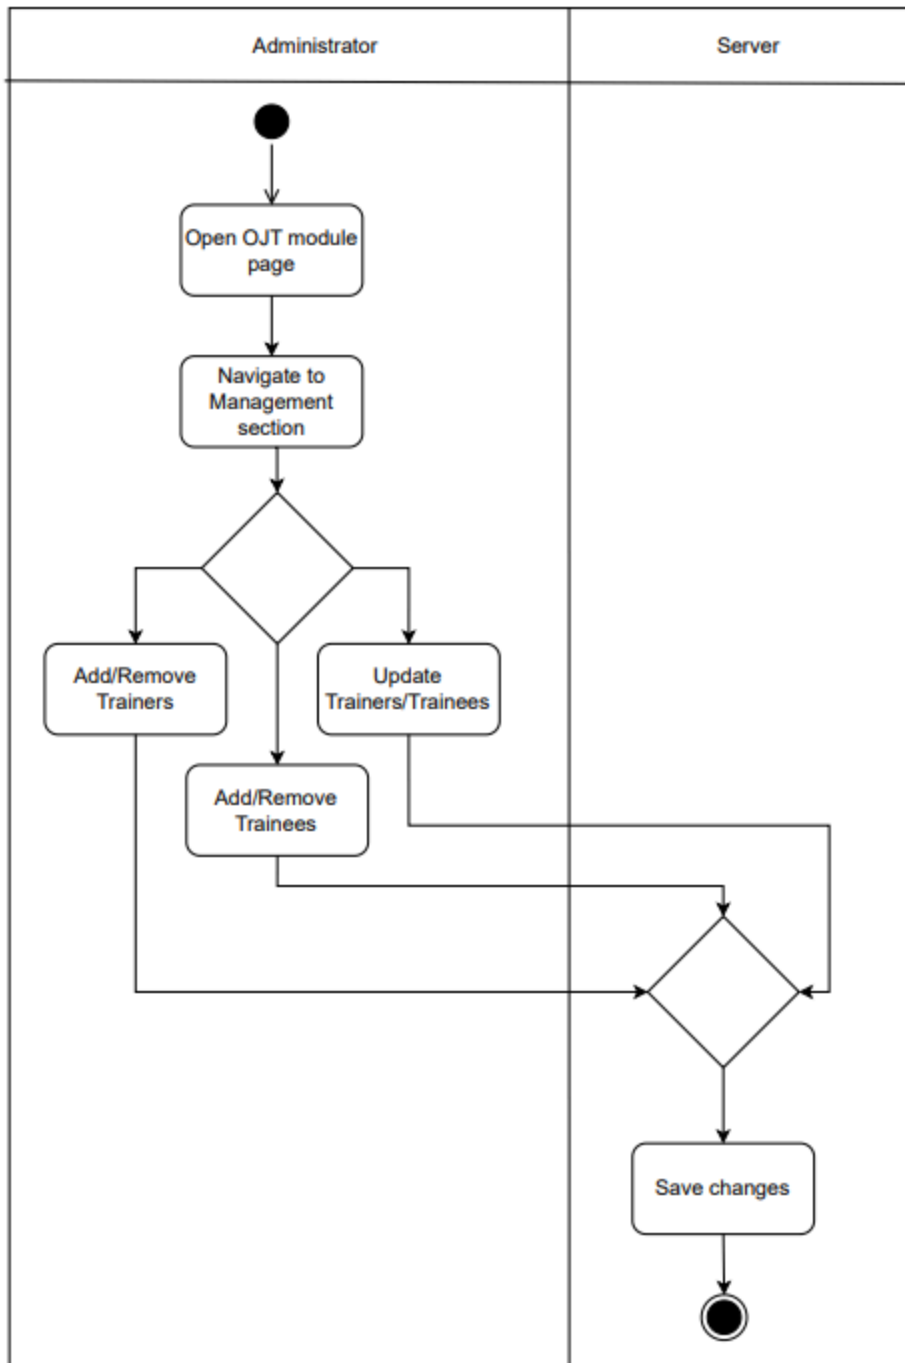 Administrator
Server
Open OJT module
page
Navigate to
Management
section
Add/Remove
Trainers
Update
Trainers/Trainees
Add/Remove
Trainees
Save changes